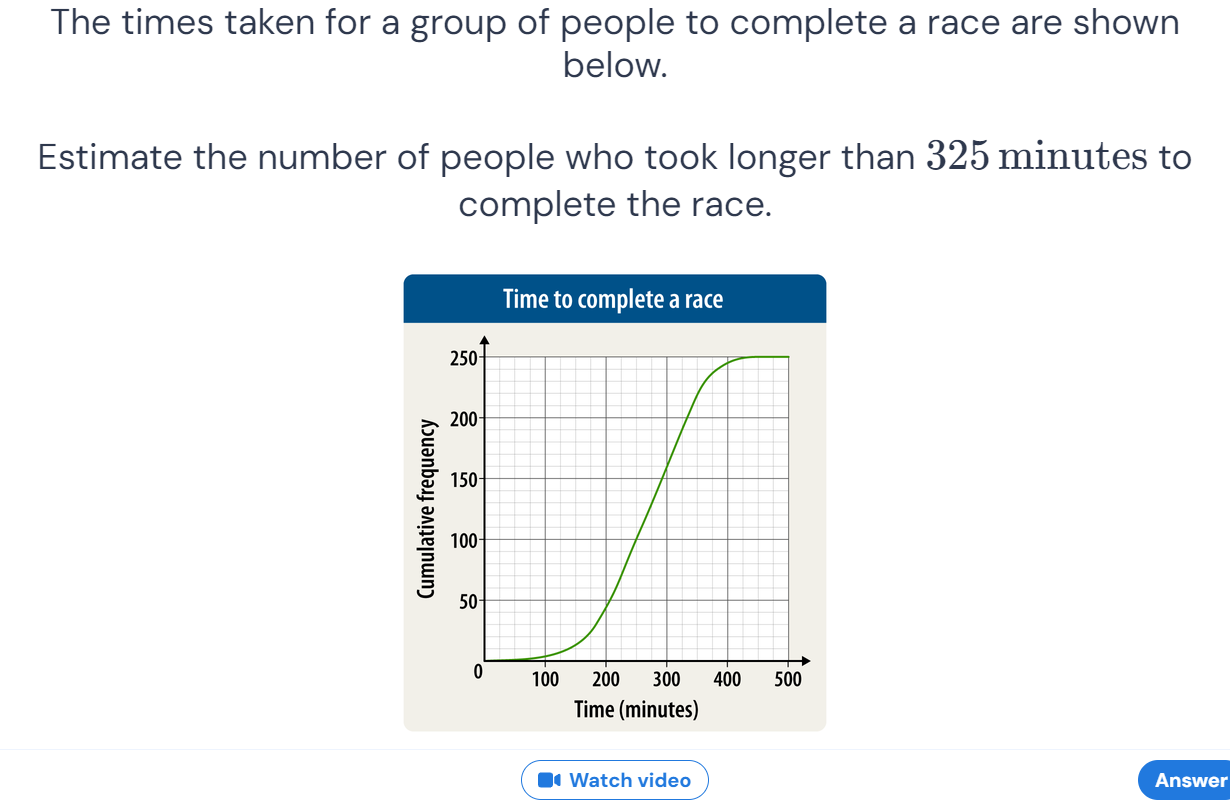 The times taken for a group of people to complete a race are shown
below.
Estimate the number of people who took longer than 325 minutes to
complete the race.
Time to complete a race
Cumulative frequency
250
200
150
100
50
0
100 200 300 400 500
Time (minutes)
Watch video
Answer